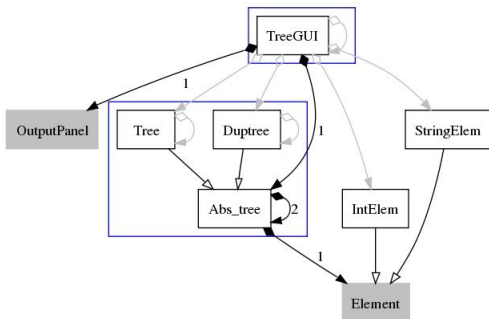 TreeGUI
1
OutputPanel
Tree
Duptree
1
StringElem
Abs_tree
2
IntElem
1
Element